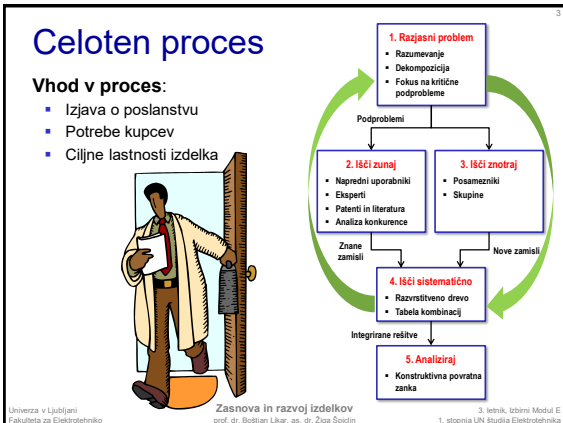 3
Celoten proces
Vhod v proces:
▪ Izjava o poslanstvu
▪ Potrebe kupcev
▪ Ciljne lastnosti izdelka
1. Razjasni problem
▪ Razumevanje
▪ Dekompozicija
▪ Fokus na kritične
podprobleme
Podproblemi
2. Išči zunaj
▪ Napredni uporabniki
▪ Eksperti
▪ Patenti in literatura
▪ Analiza konkurence
3. Išči znotraj
▪ Posamezniki
▪ Skupine
Znane
zamisli
Nove zamisli
4. Išči sistematično
▪ Razvrstitveno drevo
▪ Tabela kombinacij
Integrirane rešitve
5. Analiziraj
▪ Konstruktivna povratna
zanka
Univerza v Ljubljani
Fakulteta za Elektrotehniko
Zasnova in razvoj izdelkov
prof. dr. Boštjan Likar, as. dr. Žiga Špiclin
3. letnik, Izbirni Modul E
1. stopnja UN študija Elektrotehnika